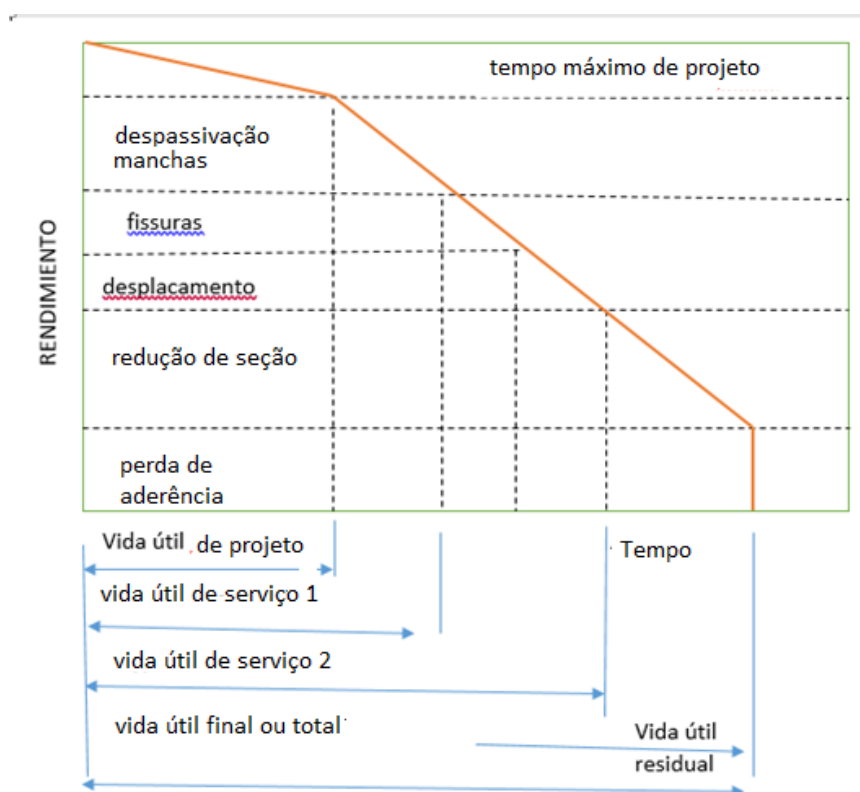 tempo máximo de projeto
despassivação
manchas
fissuras
desplacamento
RENDIMIENTO
redução de seção
perda de
aderência
Vida útil de projeto
Tempo
vida útil de serviço 1
vida útil de serviço 2
vida útil final ou total
Vida útil
residual